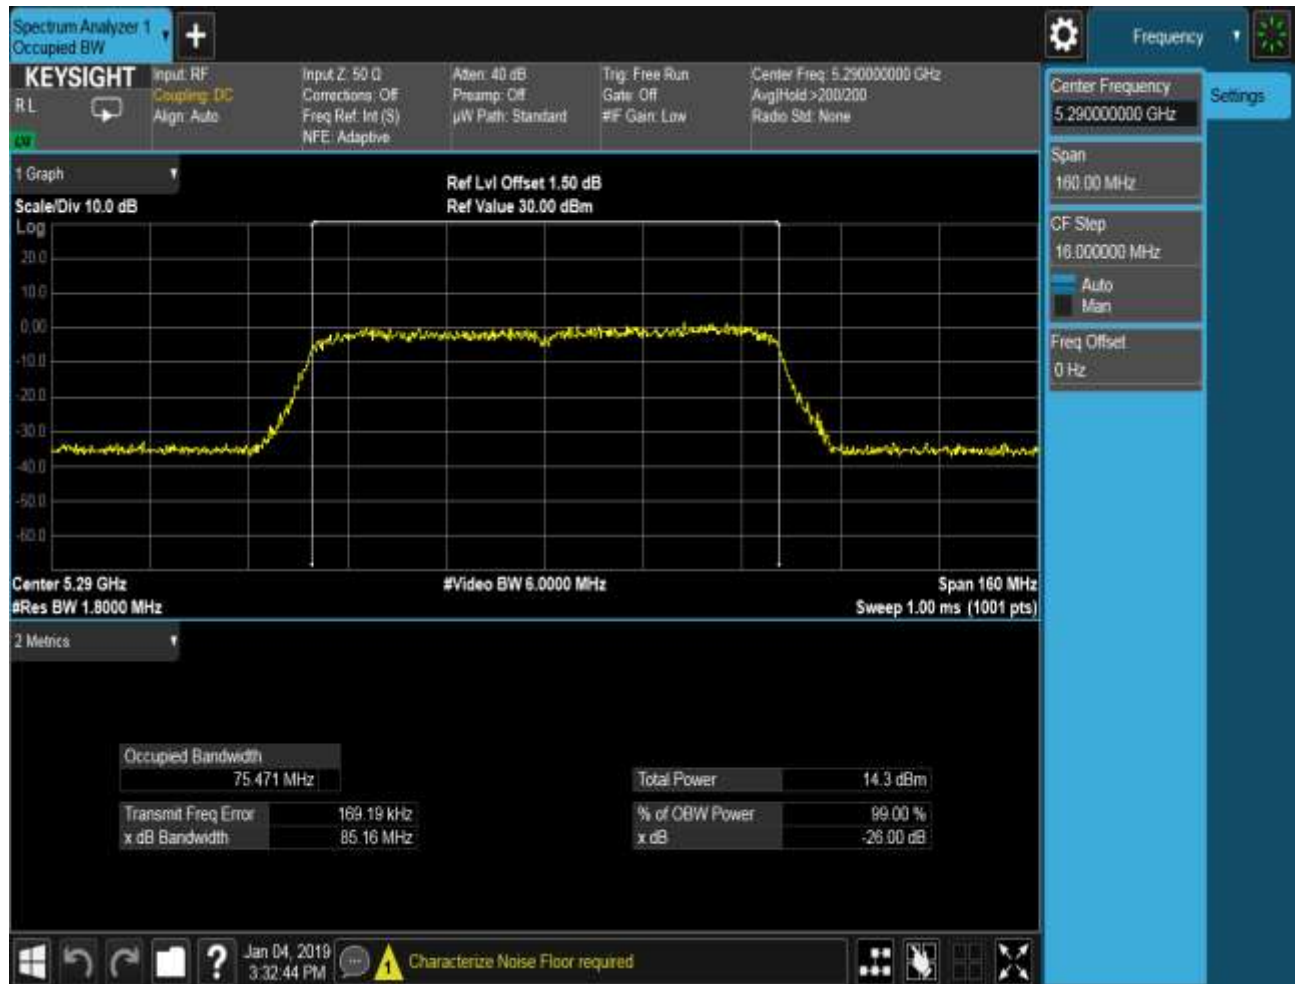 Spectrum Analyzer 1
Occupied BW
Frequency
KEYSIGHT
RL
Input: RF
Coupling: DC
Align: Auto
Input Z: 50 Ω
Corrections: Off
Freq Ref: Int (S)
NFE: Adaptive
Atten: 40 dB
Preamp: Off
µW Path: Standard
Trig: Free Run
Gate: Off
#IF Gain: Low
Center Freq: 5.290000000 GHz
Avg|Hold:>200/200
Radio Std: None
Center Frequency
5.290000000 GHz
Settings
Span
160.00 MHz
CF Step
16.000000 MHz
Auto
Man
Freq Offset
0 Hz
1 Graph
Scale/Div 10.0 dB
Ref Lvl Offset 1.50 dB
Ref Value 30.00 dBm
Log
20.0
10.0
0.00
-10.0
-20.0
-30.0
-40.0
-50.0
-60.0
Center 5.29 GHz
#Video BW 6.0000 MHz
Span 160 MHz
#Res BW 1.8000 MHz
Sweep 1.00 ms (1001 pts)
2 Metrics
Occupied Bandwidth
75.471 MHz
Total Power 14.3 dBm
Transmit Freq Error 169.19 kHz
% of OBW Power 99.00 %
x dB Bandwidth 85.16 MHz
x dB -26.00 dB
Jan 04, 2019
3:32:44 PM
1
Characterize Noise Floor required